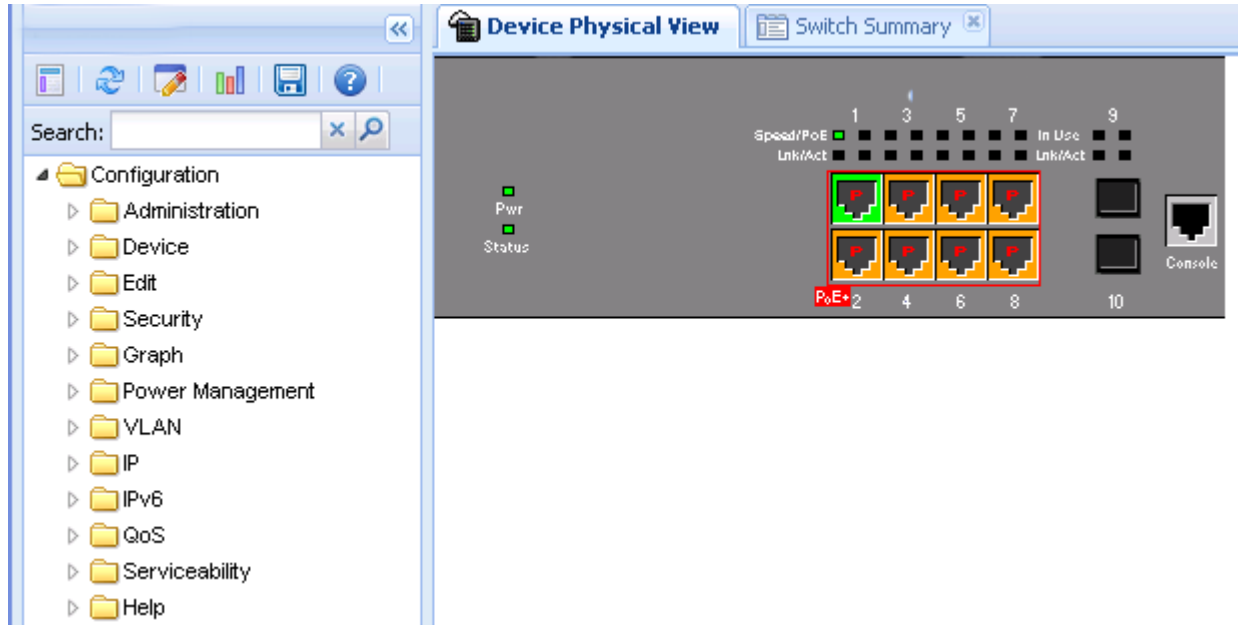 Device Physical View
Switch Summary
Search:
Configuration
Administration
Device
Edit
Security
Graph
Power Management
VLAN
IP
IPv6
QoS
Serviceability
Help
1 3 5 7 9
Speed/PoE In Use
Lnk/Act Lnk/Act
P P P P
Pwr
Status
P P P P
Console
PoE+ 2 4 6 8 10